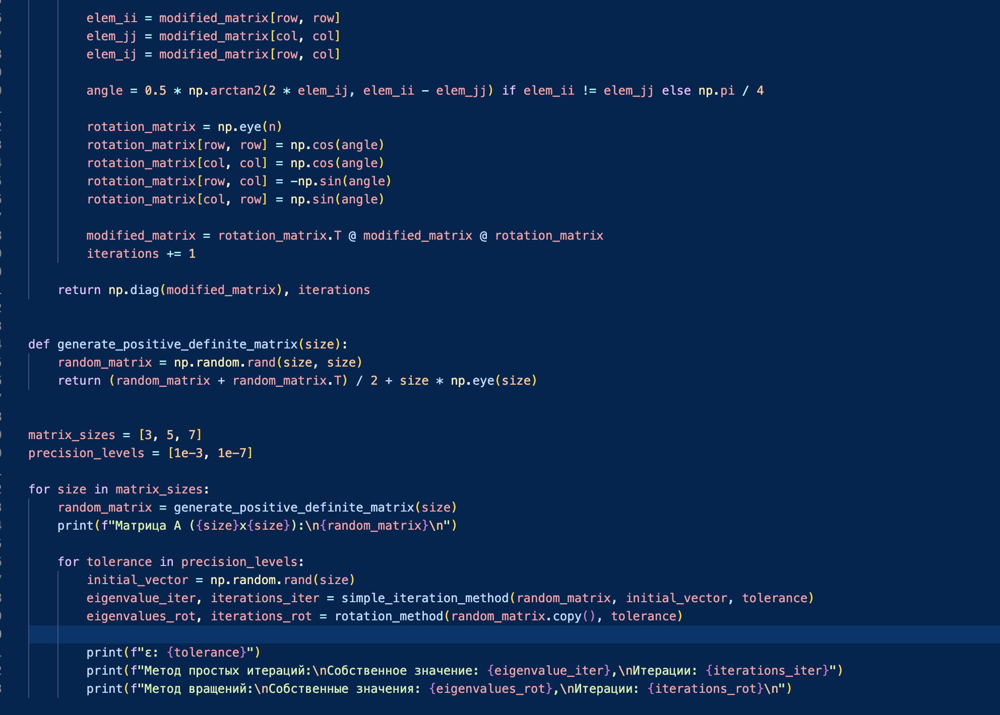 elem_ii = modified_matrix[row, row]
elem_jj = modified_matrix[col, col]
elem_ij = modified_matrix[row, col]
angle = 0.5 * np.arctan2(2 * elem_ij, elem_ii - elem_jj) if elem_ii != elem_jj else np.pi / 4
rotation_matrix = np.eye(n)
rotation_matrix[row, row] = np.cos(angle)
rotation_matrix[col, col] = np.cos(angle)
rotation_matrix[row, col] = -np.sin(angle)
rotation_matrix[col, row] = np.sin(angle)
modified_matrix = rotation_matrix.T @ modified_matrix @ rotation_matrix
iterations += 1
return np.diag(modified_matrix), iterations
def generate_positive_definite_matrix(size):
random_matrix = np.random.rand(size, size)
return (random_matrix + random_matrix.T) / 2 + size * np.eye(size)
matrix_sizes = [3, 5, 7]
precision_levels = [1e-3, 1e-7]
for size in matrix_sizes:
random_matrix = generate_positive_definite_matrix(size)
print(f"Матрица A ({size}x{size}):\n{random_matrix}\n")
for tolerance in precision_levels:
initial_vector = np.random.rand(size)
eigenvalue_iter, iterations_iter = simple_iteration_method(random_matrix, initial_vector, tolerance)
eigenvalues_rot, iterations_rot = rotation_method(random_matrix.copy(), tolerance)
print(f"ε: {tolerance}")
print(f"Метод простых итераций:\nСобственное значение: {eigenvalue_iter},\nИтерации: {iterations_iter}")
print(f"Метод вращений:\nСобственные значения: {eigenvalues_rot},\nИтерации: {iterations_rot}\n")